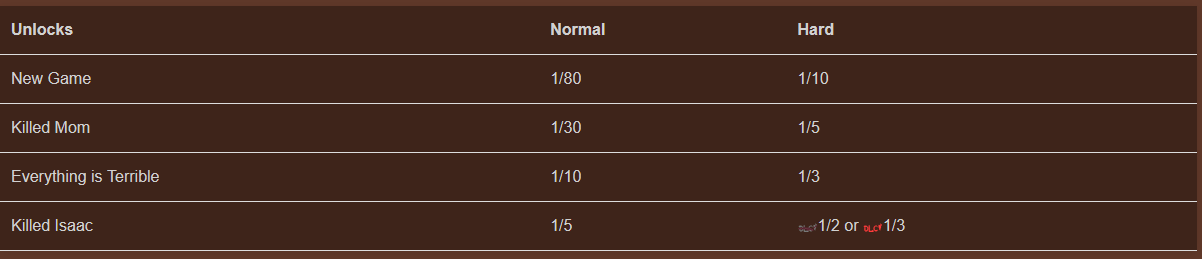 Unlocks Normal Hard
New Game 1/80 1/10
Killed Mom 1/30 1/5
Everything is Terrible 1/10 1/3
Killed Isaac 1/5 1/2 or DLC 1/3